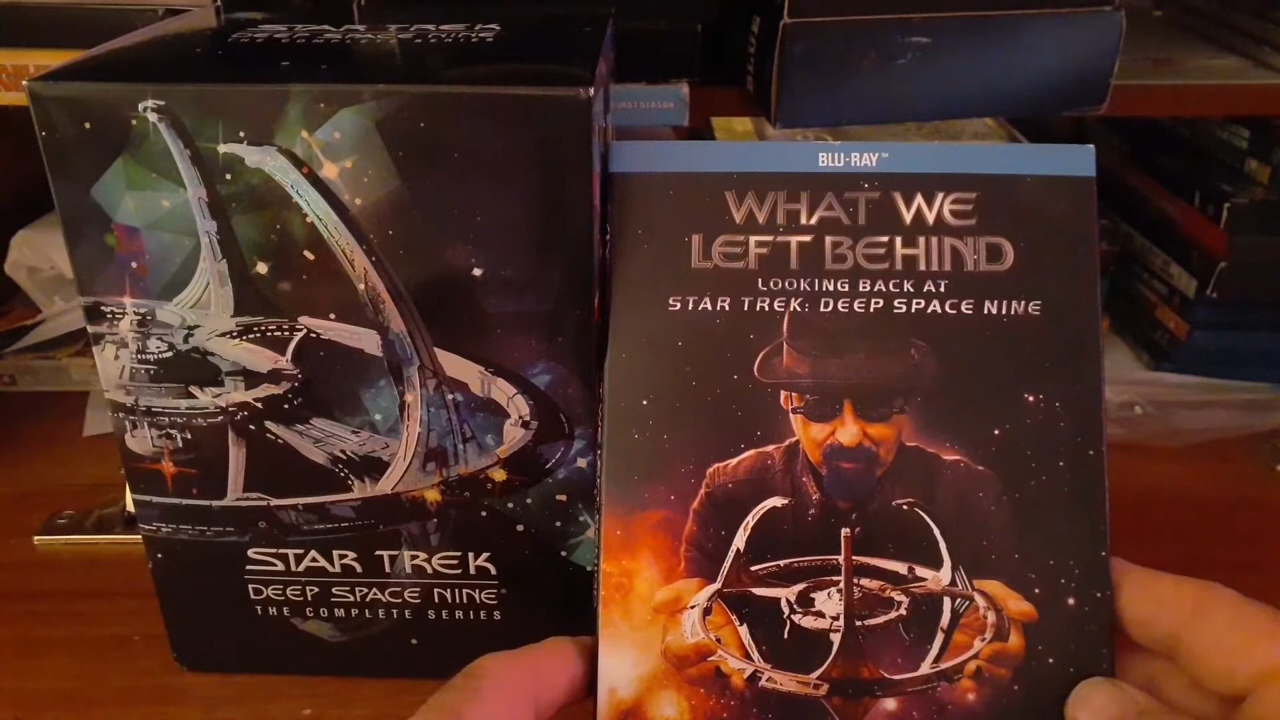 STAR TREK
DEEP SPACE NINE
THE COMPLETE SERIES
STAR TREK
DEEP SPACE NINE®
THE COMPLETE SERIES
FIRST SEASON
BLU-RAY™
WHAT WE
LEFT BEHIND
LOOKING BACK AT
STAR TREK: DEEP SPACE NINE